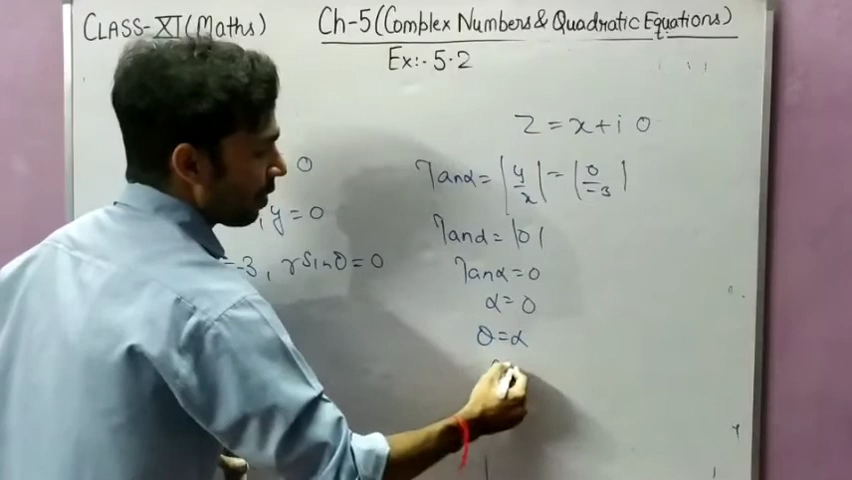 CLASS-XI (Maths)
Ch-5 (Complex Numbers & Quadratic Equations)
Ex:- 5.2
Z = x + i 0
0
Tanα = |y/x| = |0/-3|
, y = 0
Tanα = |0|
= -3, r Sinθ = 0
Tanα = 0
α = 0
θ = α